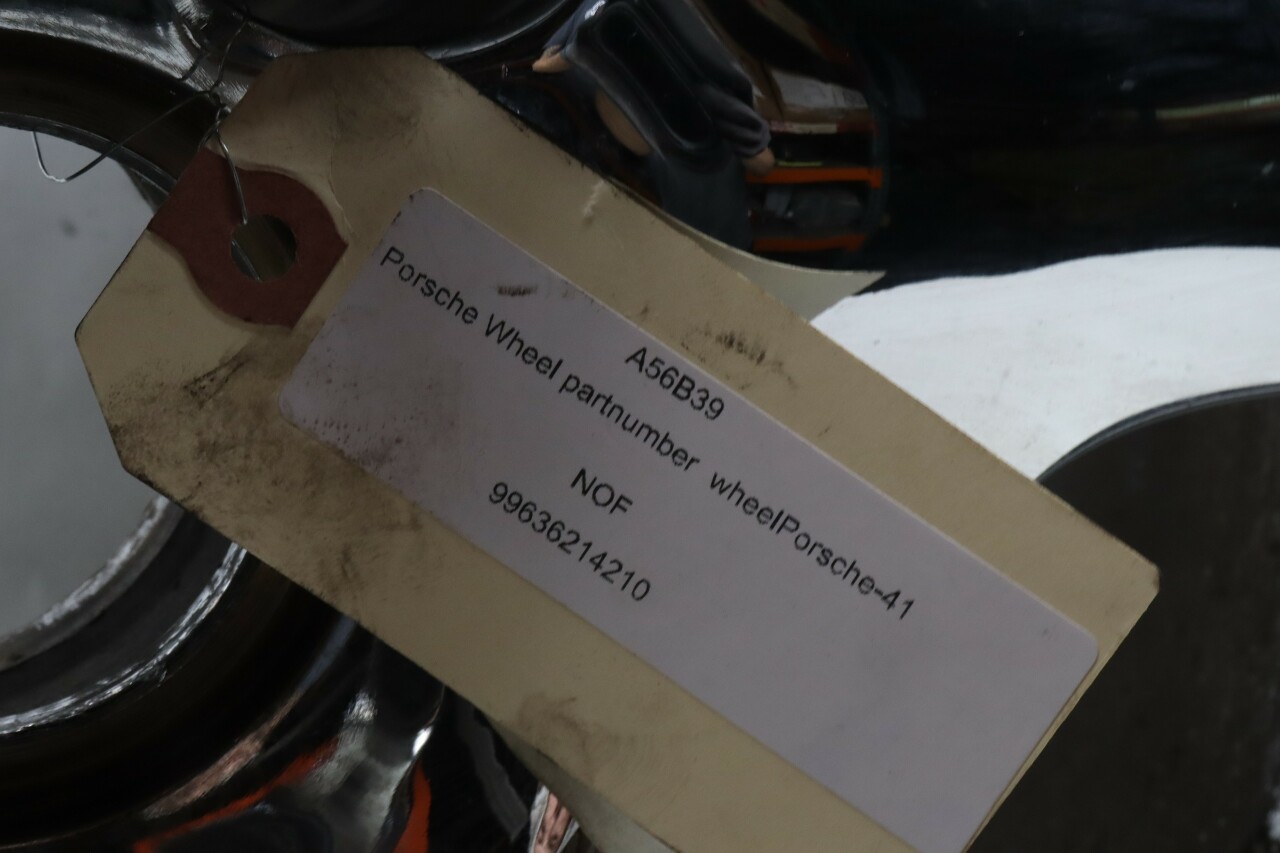 A56B39
Porsche Wheel partnumber wheelPorsche-41
NOF
99636214210